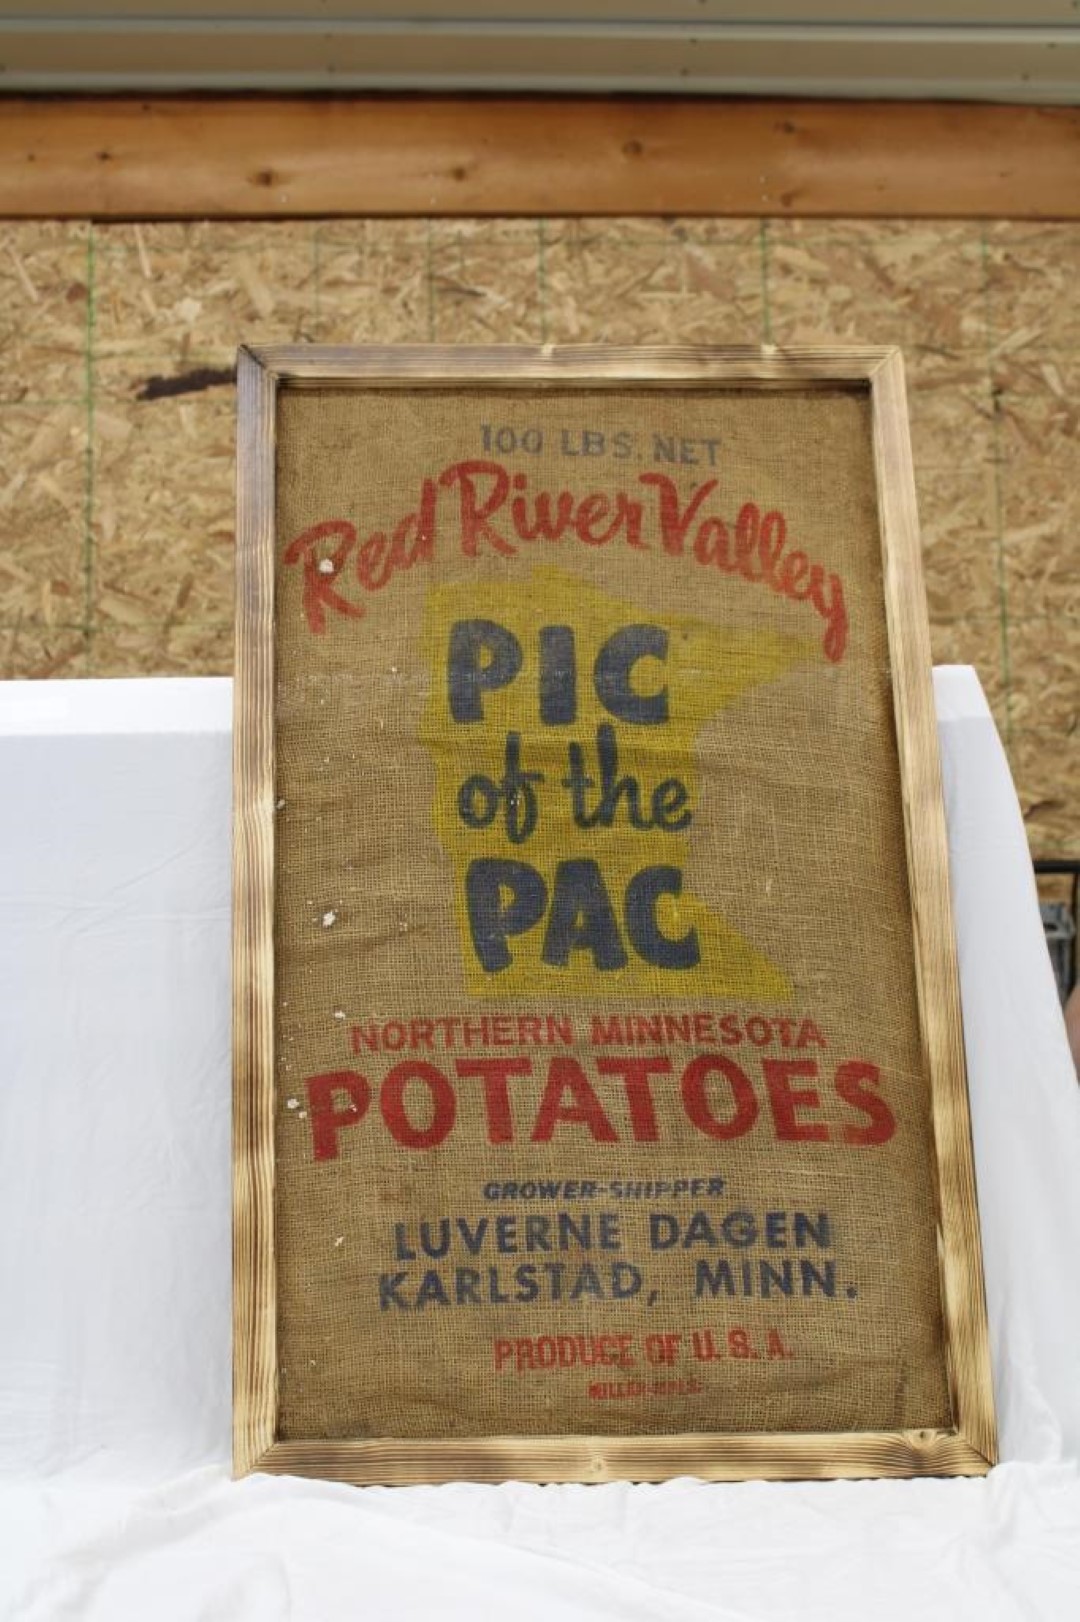 100 LBS. NET
Red River Valley
PIC
of the
PAC
NORTHERN MINNESOTA
POTATOES
GROWER-SHIPPER
LUVERNE DAGEN
KARLSTAD, MINN.
PRODUCE OF U. S. A.